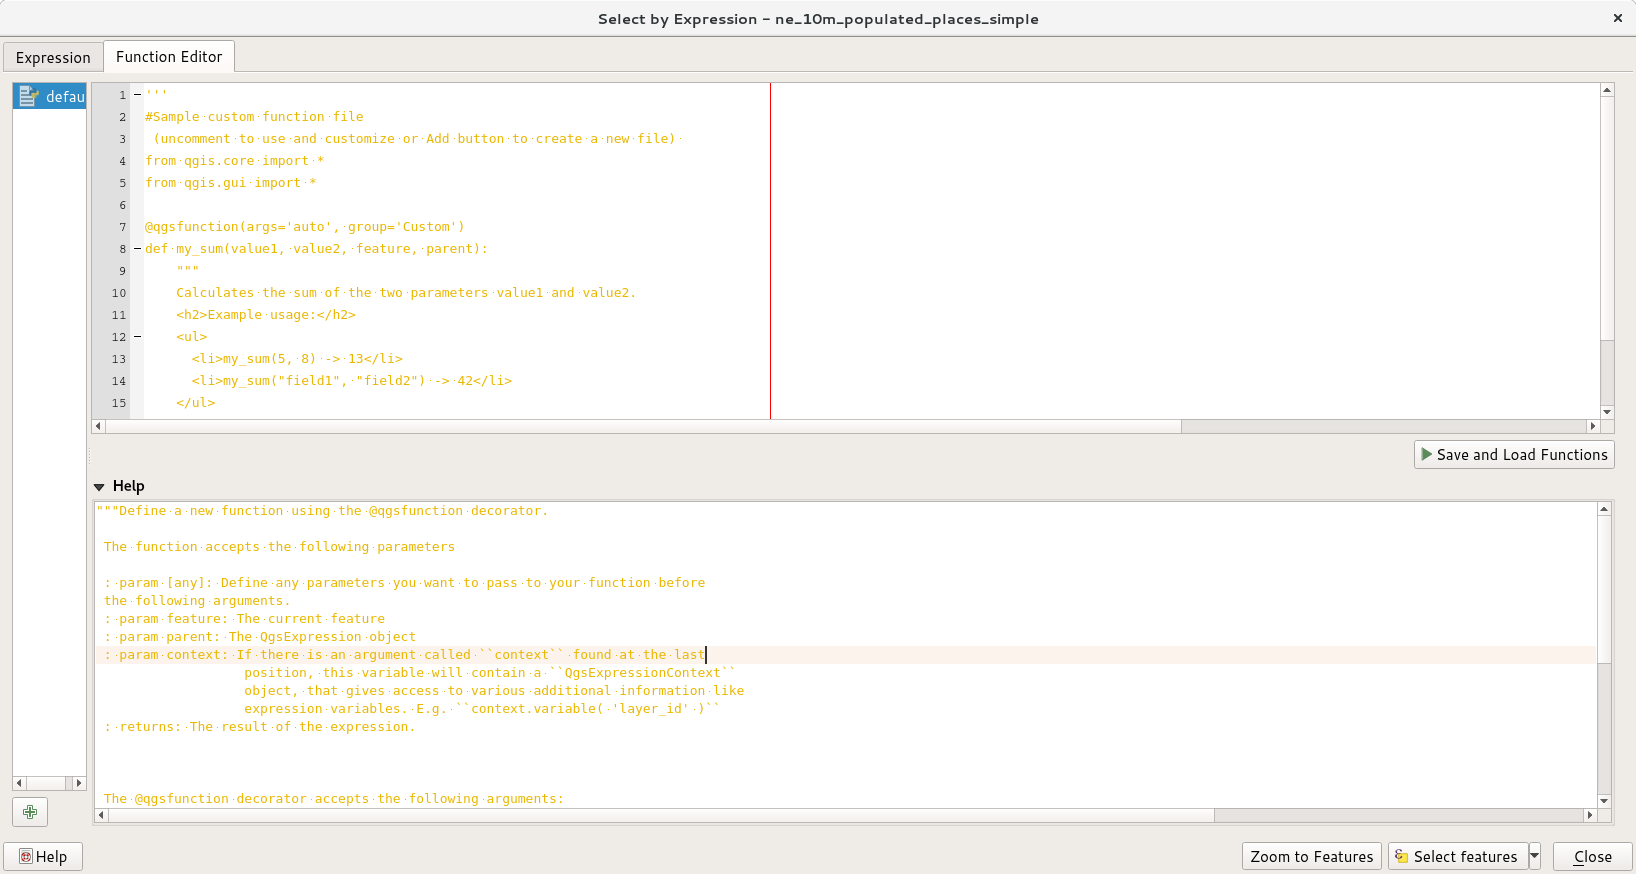 Select by Expression – ne_10m_populated_places_simple
Expression
Function Editor
defau
1 '''
2 #Sample custom function file
3 (uncomment to use and customize or Add button to create a new file)
4 from qgis.core import *
5 from qgis.gui import *
6
7 @qgsfunction(args='auto', group='Custom')
8 def my_sum(value1, value2, feature, parent):
9 """
10 Calculates the sum of the two parameters value1 and value2.
11 <h2>Example usage:</h2>
12 <ul>
13 <li>my_sum(5, 8) -> 13</li>
14 <li>my_sum("field1", "field2") -> 42</li>
15 </ul>
Save and Load Functions
Help
"""Define a new function using the @qgsfunction decorator.
The function accepts the following parameters
: param [any]: Define any parameters you want to pass to your function before
the following arguments.
: param feature: The current feature
: param parent: The QgsExpression object
: param context: If there is an argument called ``context`` found at the last
position, this variable will contain a ``QgsExpressionContext``
object, that gives access to various additional information like
expression variables. E.g. ``context.variable( 'layer_id' )``
: returns: The result of the expression.
The @qgsfunction decorator accepts the following arguments:
Help
Zoom to Features
Select features
Close